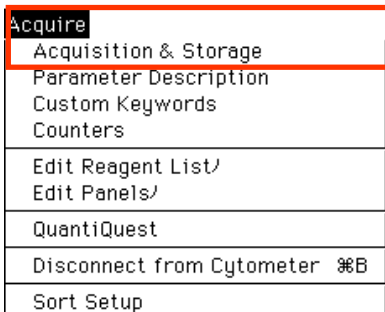 Acquire
Acquisition & Storage
Parameter Description
Custom Keywords
Counters
Edit Reagent List/
Edit Panels/
QuantiQuest
Disconnect from Cytometer ⌘B
Sort Setup